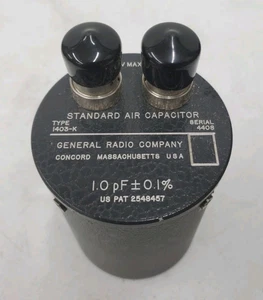 V MAX
STANDARD AIR CAPACITOR
TYPE SERIAL
1403-K 4408
GENERAL RADIO COMPANY
CONCORD MASSACHUSETTS USA
1.0 pF ± 0.1%
US PAT 2548457